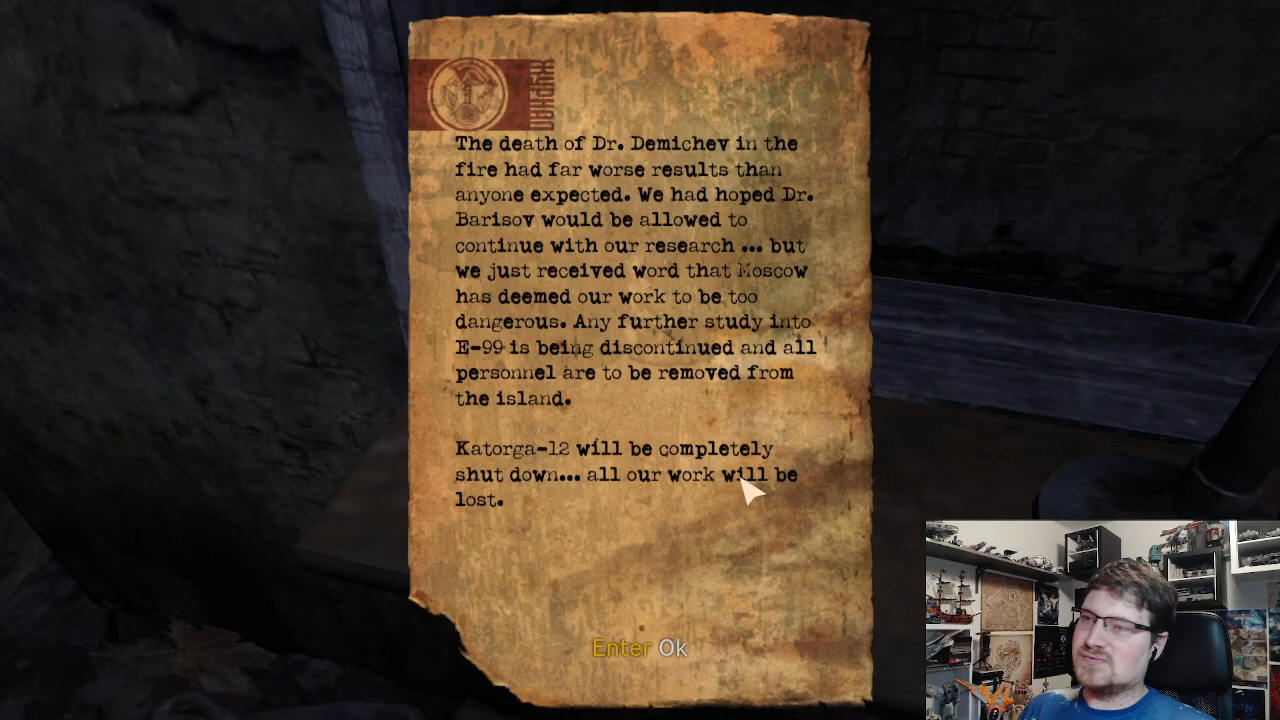 The death of Dr. Demichev in the
fire had far worse results than
anyone expected. We had hoped Dr.
Barisov would be allowed to
continue with our research ... but
we just received word that Moscow
has deemed our work to be too
dangerous. Any further study into
E-99 is being discontinued and all
personnel are to be removed from
the island.
Katorga-12 will be completely
shut down... all our work will be
lost.
Enter Ok